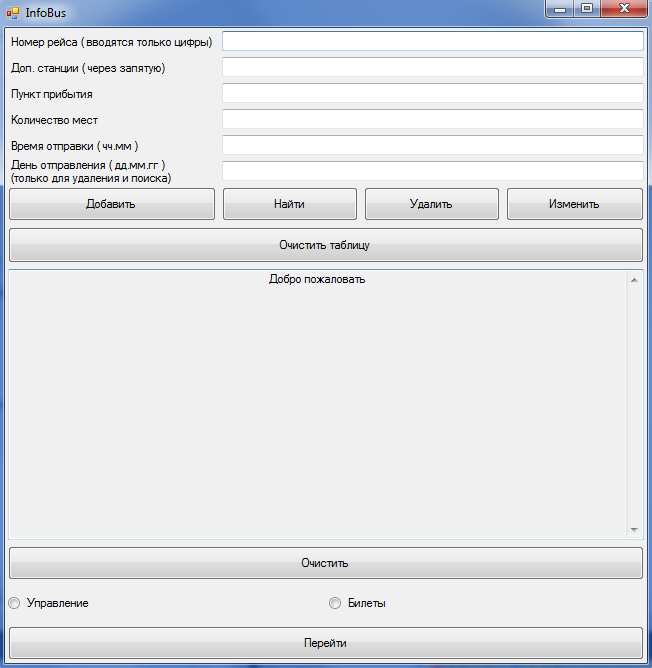 InfoBus
Номер рейса ( вводятся только цифры)
Доп. станции ( через запятую)
Пункт прибытия
Количество мест
Время отправки ( чч.мм )
День отправления ( дд.мм.гг )
(только для удаления и поиска)
Добавить Найти Удалить Изменить
Очистить таблицу
Добро пожаловать
Очистить
Управление Билеты
Перейти